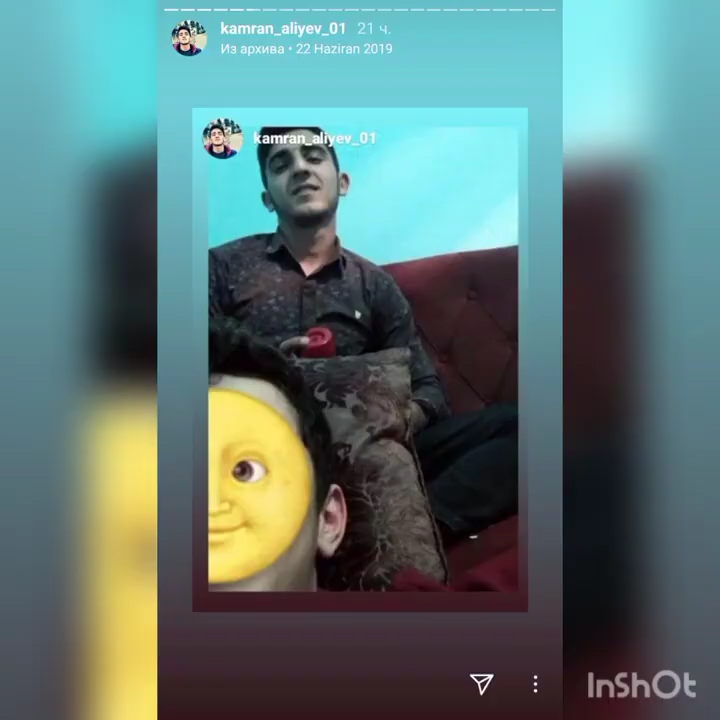 kamran_aliyev_01 21 ч.
Из архива • 22 Haziran 2019
kamran_aliyev_01
InShOt